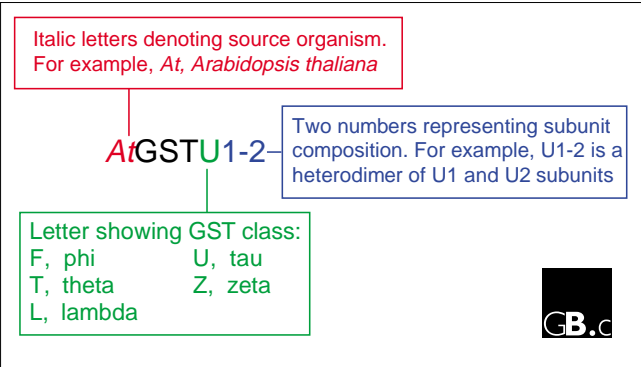 Italic letters denoting source organism.
For example, At, Arabidopsis thaliana
AtGSTU1-2
Two numbers representing subunit
composition. For example, U1-2 is a
heterodimer of U1 and U2 subunits
Letter showing GST class:
F, phi U, tau
T, theta Z, zeta
L, lambda
GB.c